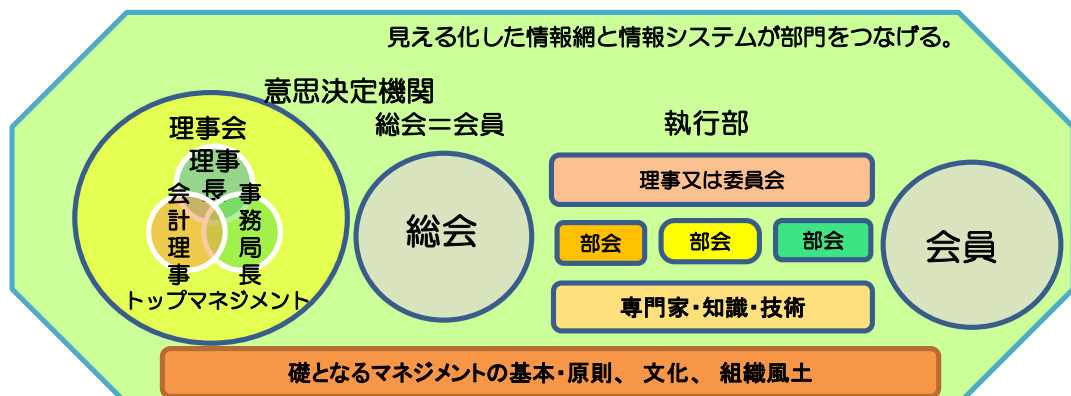 見える化した情報網と情報システムが部門をつなげる。
意思決定機関
総会＝会員
執行部
理事会
理事長
会計理事
事務局長
トップマネジメント
総会
理事又は委員会
部会
部会
部会
専門家・知識・技術
会員
礎となるマネジメントの基本・原則、文化、組織風土